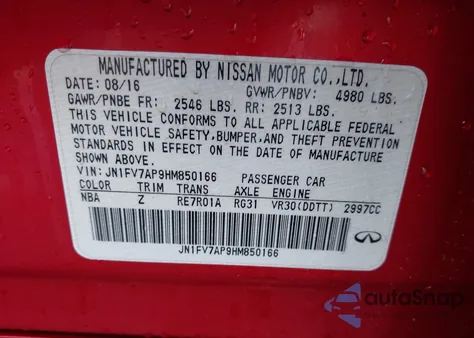 MANUFACTURED BY NISSAN MOTOR CO.,LTD.
DATE: 08/16 GVWR/PNBV: 4980 LBS.
GAWR/PNBE FR: 2546 LBS. RR: 2513 LBS.
THIS VEHICLE CONFORMS TO ALL APPLICABLE FEDERAL
MOTOR VEHICLE SAFETY,BUMPER,AND THEFT PREVENTION
STANDARDS IN EFFECT ON THE DATE OF MANUFACTURE
SHOWN ABOVE.
VIN: JN1FV7AP9HM850166 PASSENGER CAR
COLOR TRIM TRANS AXLE ENGINE
NBA Z RE7R01A RG31 VR30(DDTT) 2997CC
JN1FV7AP9HM850166
INFINITI
autoSnap